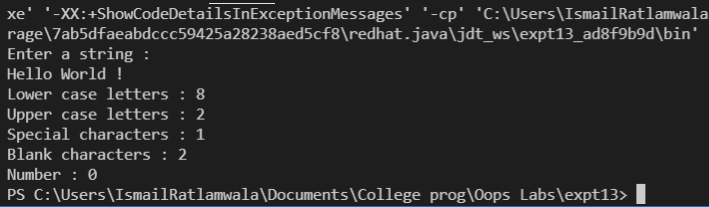 xe' '-XX:+ShowCodeDetailsInExceptionMessages' '-cp' 'C:\Users\IsmailRatlamwala
rage\7ab5dfaeabdccc59425a28238aed5cf8\redhat.java\jdt_ws\expt13_ad8f9b9d\bin'
Enter a string :
Hello World !
Lower case letters : 8
Upper case letters : 2
Special characters : 1
Blank characters : 2
Number : 0
PS C:\Users\IsmailRatlamwala\Documents\College prog\Oops Labs\expt13>